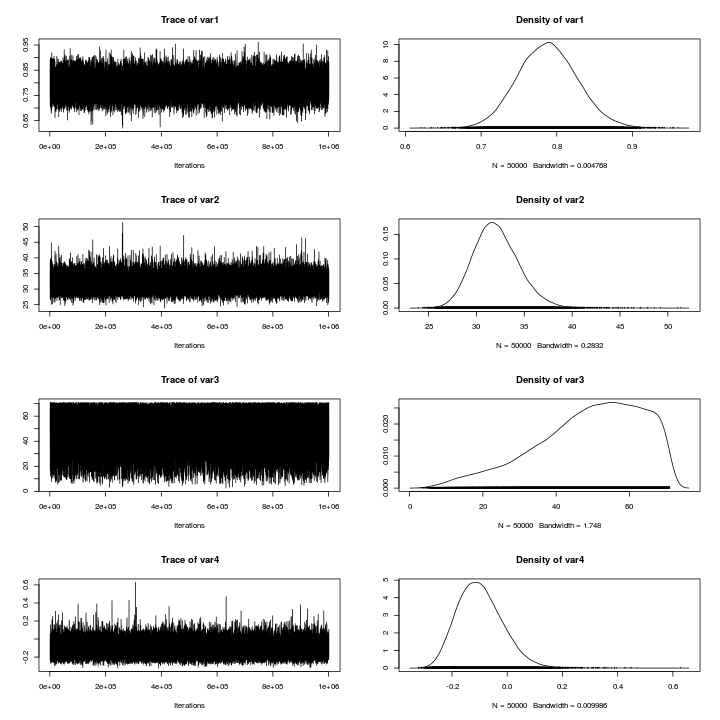 Trace of var1
0.65 0.75 0.85 0.95
0e+00 2e+05 4e+05 6e+05 8e+05 1e+06
Iterations
Density of var1
0 2 4 6 8 10
0.6 0.7 0.8 0.9
N = 50000 Bandwidth = 0.004768
Trace of var2
25 30 35 40 45 50
0e+00 2e+05 4e+05 6e+05 8e+05 1e+06
Iterations
Density of var2
0.00 0.05 0.10 0.15
25 30 35 40 45 50
N = 50000 Bandwidth = 0.2832
Trace of var3
0 20 40 60
0e+00 2e+05 4e+05 6e+05 8e+05 1e+06
Iterations
Density of var3
0.000 0.010 0.020
0 20 40 60
N = 50000 Bandwidth = 1.748
Trace of var4
-0.2 0.2 0.4 0.6
0e+00 2e+05 4e+05 6e+05 8e+05 1e+06
Iterations
Density of var4
0 1 2 3 4 5
-0.2 0.0 0.2 0.4 0.6
N = 50000 Bandwidth = 0.009986